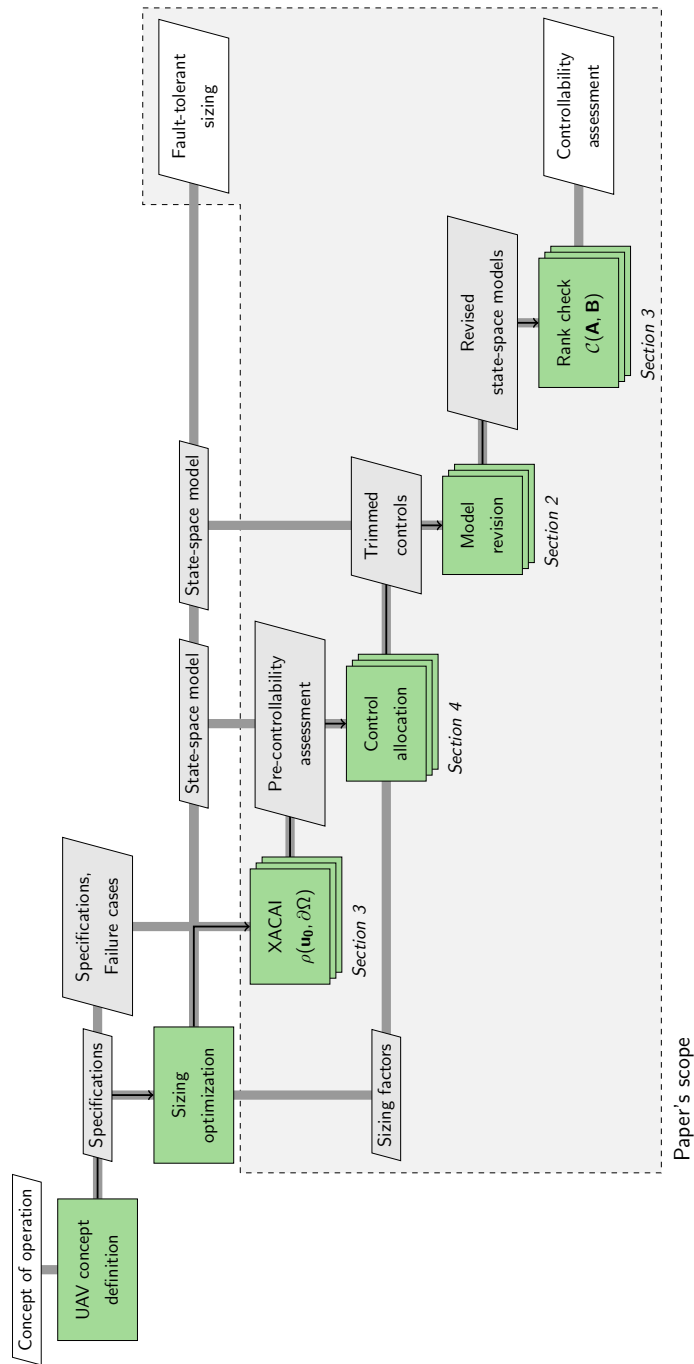 Concept of operation
UAV concept
definition
Specifications
Specifications,
Failure cases
Sizing
optimization
State-space model
State-space model
Fault-tolerant
sizing
XACAI
ρ(u₀, ∂Ω)
Section 3
Pre-controllability
assessment
Sizing factors
Control
allocation
Section 4
Trimmed
controls
Model
revision
Section 2
Revised
state-space models
Rank check
𝒞(A, B)
Section 3
Controllability
assessment
Paper's scope